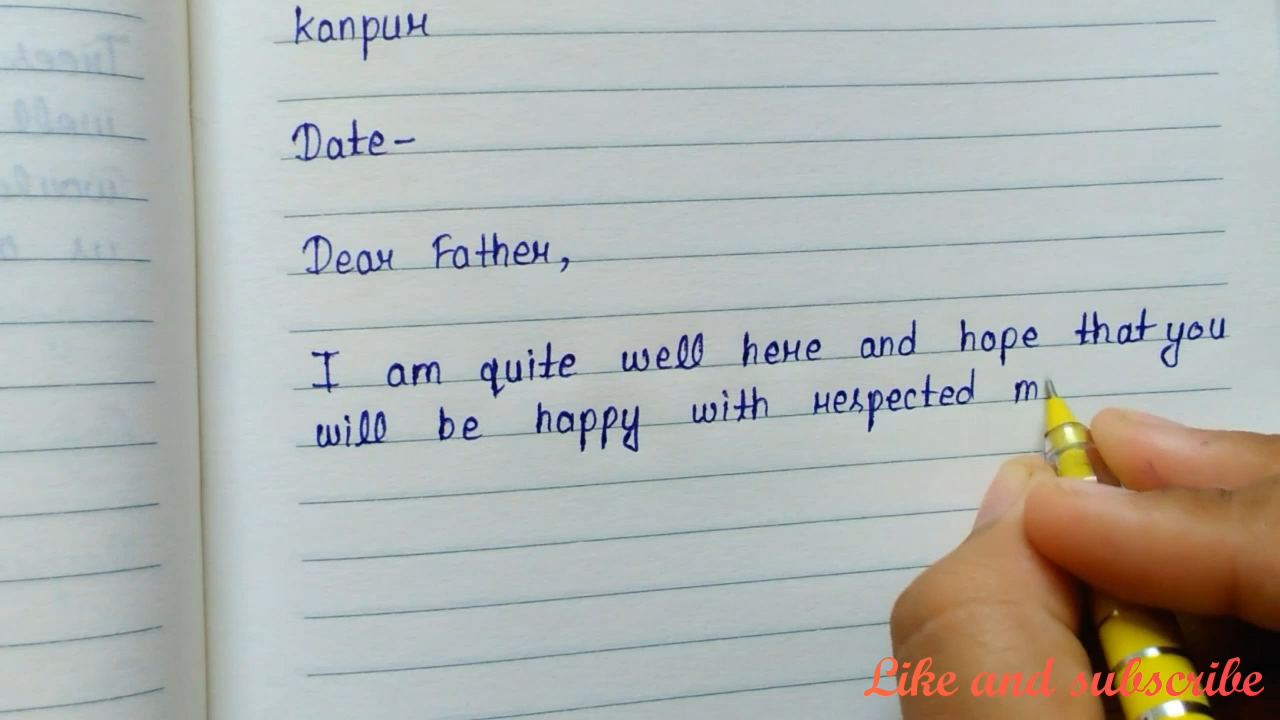 Kanpur
Date-
Dear Father,
I am quite well here and hope that you
will be happy with respected m
Like and subscribe